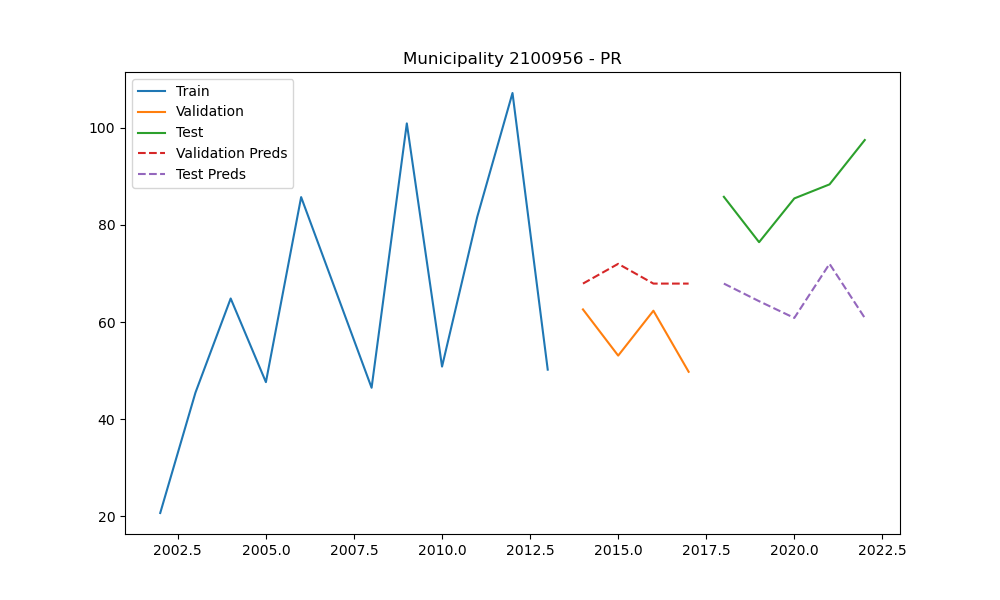 Municipality 2100956 - PR
Train
Validation
Test
Validation Preds
Test Preds
100
80
60
40
20
2002.5 2005.0 2007.5 2010.0 2012.5 2015.0 2017.5 2020.0 2022.5